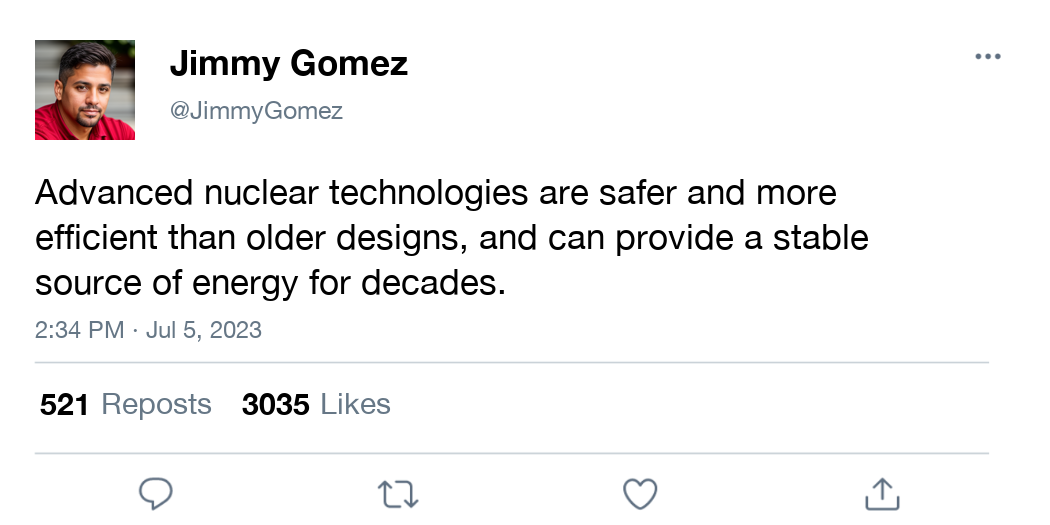 Jimmy Gomez
@JimmyGomez
Advanced nuclear technologies are safer and more
efficient than older designs, and can provide a stable
source of energy for decades.
2:34 PM · Jul 5, 2023
521 Reposts 3035 Likes